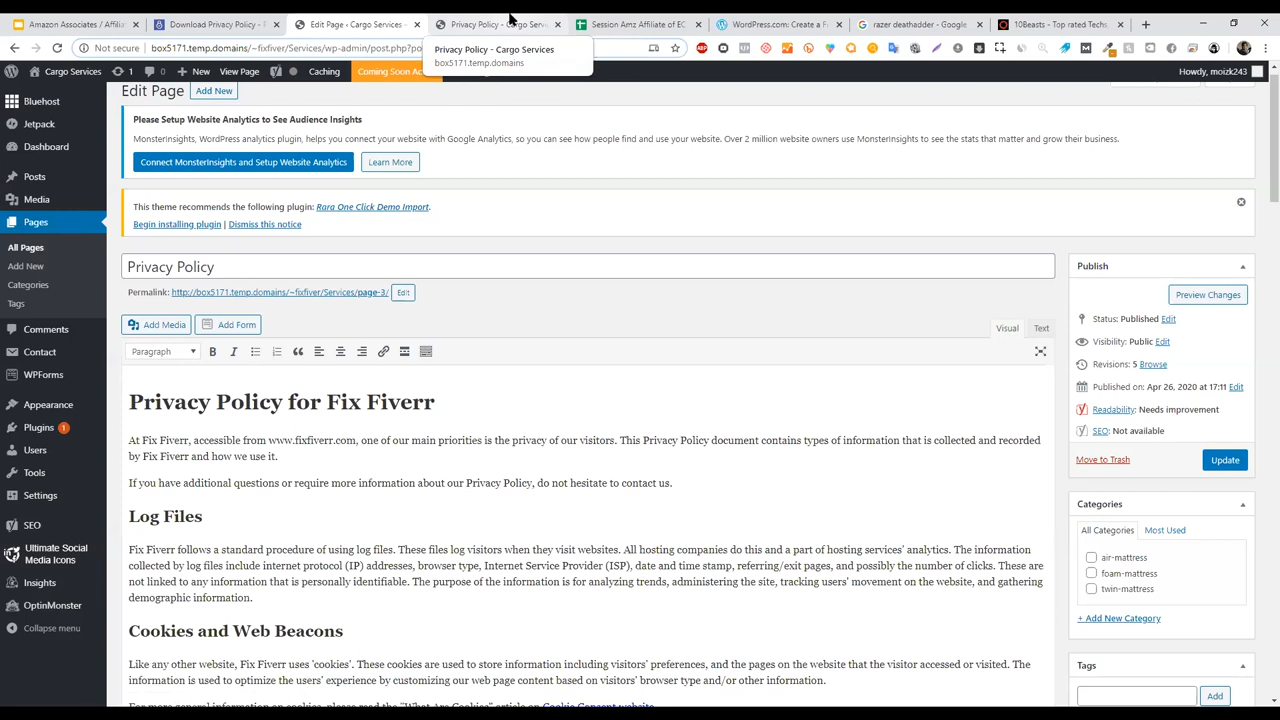 Amazon Associates / Affilia
Download Privacy Policy - P
Edit Page ‹ Cargo Services —
Privacy Policy - Cargo Servic
Session Amz Affiliate of EC
WordPress.com: Create a F
razer deathadder - Google
10Beasts - Top rated Techs
Not secure box5171.temp.domains/~fixfiver/Services/wp-admin/post.php?po
Privacy Policy - Cargo Services
box5171.temp.domains
Cargo Services 1 0 New View Page Caching Coming Soon Ac
Howdy, moizk243
Bluehost
Jetpack
Dashboard
Posts
Media
Pages
All Pages
Add New
Categories
Tags
Comments
Contact
WPForms
Appearance
Plugins 1
Users
Tools
Settings
SEO
Ultimate Social
Media Icons
Insights
OptinMonster
Collapse menu
Edit Page Add New
Please Setup Website Analytics to See Audience Insights
MonsterInsights, WordPress analytics plugin, helps you connect your website with Google Analytics, so you can see how people find and use your website. Over 2 million website owners use MonsterInsights to see the stats that matter and grow their business.
Connect MonsterInsights and Setup Website Analytics Learn More
This theme recommends the following plugin: Rara One Click Demo Import.
Begin installing plugin | Dismiss this notice
Privacy Policy
Permalink: http://box5171.temp.domains/~fixfiver/Services/page-3/ Edit
Add Media Add Form
Visual Text
Paragraph
Privacy Policy for Fix Fiverr
At Fix Fiverr, accessible from www.fixfiverr.com, one of our main priorities is the privacy of our visitors. This Privacy Policy document contains types of information that is collected and recorded
by Fix Fiverr and how we use it.
If you have additional questions or require more information about our Privacy Policy, do not hesitate to contact us.
Log Files
Fix Fiverr follows a standard procedure of using log files. These files log visitors when they visit websites. All hosting companies do this and a part of hosting services' analytics. The information
collected by log files include internet protocol (IP) addresses, browser type, Internet Service Provider (ISP), date and time stamp, referring/exit pages, and possibly the number of clicks. These are
not linked to any information that is personally identifiable. The purpose of the information is for analyzing trends, administering the site, tracking users' movement on the website, and gathering
demographic information.
Cookies and Web Beacons
Like any other website, Fix Fiverr uses 'cookies'. These cookies are used to store information including visitors' preferences, and the pages on the website that the visitor accessed or visited. The
information is used to optimize the users' experience by customizing our web page content based on visitors' browser type and/or other information.
For more general information on cookies, please read the "What Are Cookies" article on Cookie Consent website.
Publish
Preview Changes
Status: Published Edit
Visibility: Public Edit
Revisions: 5 Browse
Published on: Apr 26, 2020 at 17:11 Edit
Readability: Needs improvement
SEO: Not available
Move to Trash Update
Categories
All Categories Most Used
air-mattress
foam-mattress
twin-mattress
+ Add New Category
Tags
Add